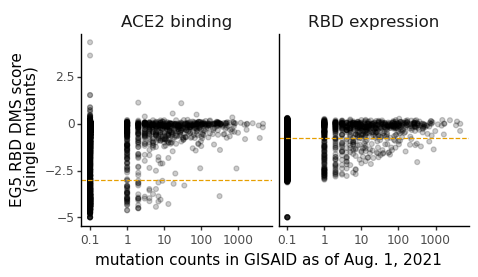 ACE2 binding
RBD expression
EG5 RBD DMS score
(single mutants)
2.5
0
−2.5
−5
0.1 1 10 100 1000
0.1 1 10 100 1000
mutation counts in GISAID as of Aug. 1, 2021